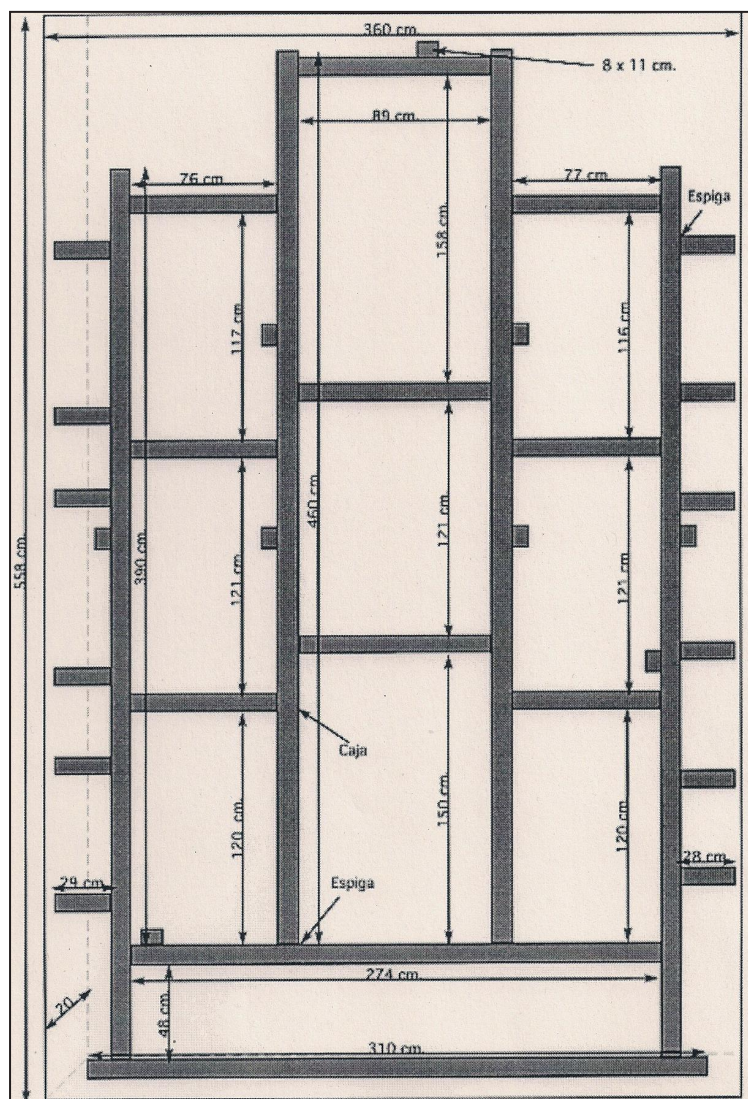 360 cm.
8 x 11 cm.
89 cm.
76 cm
77 cm.
Espiga
158 cm
117 cm
116 cm
460 cm
558 cm.
390 cm
121 cm
121 cm
121 cm
Caja
150 cm
120 cm
120 cm
29 cm
Espiga
28 cm
274 cm.
20
48 cm
310 cm.